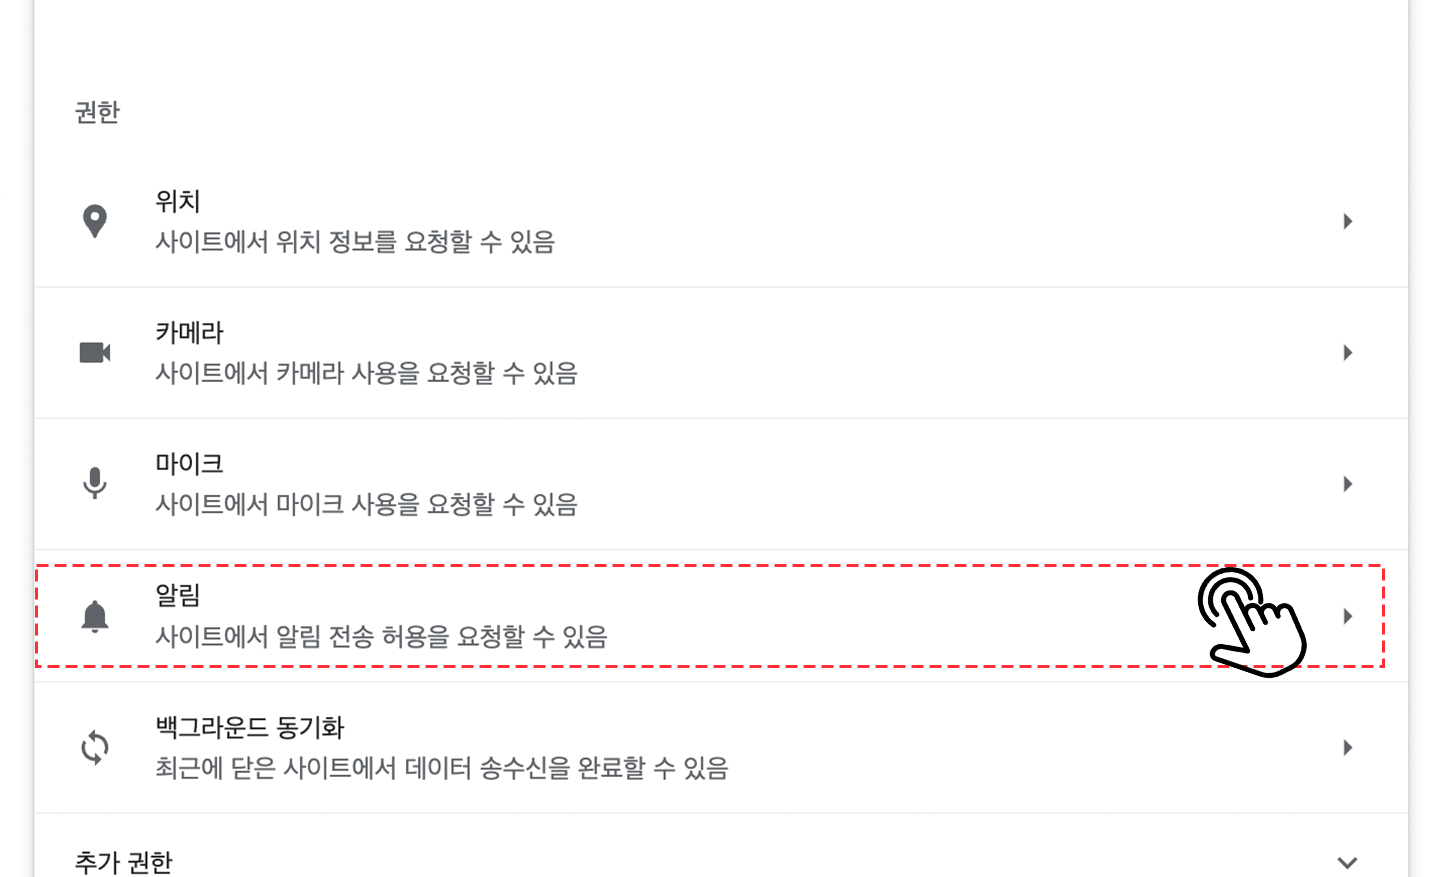 권한
위치
사이트에서 위치 정보를 요청할 수 있음
카메라
사이트에서 카메라 사용을 요청할 수 있음
마이크
사이트에서 마이크 사용을 요청할 수 있음
알림
사이트에서 알림 전송 허용을 요청할 수 있음
백그라운드 동기화
최근에 닫은 사이트에서 데이터 송수신을 완료할 수 있음
추가 권한